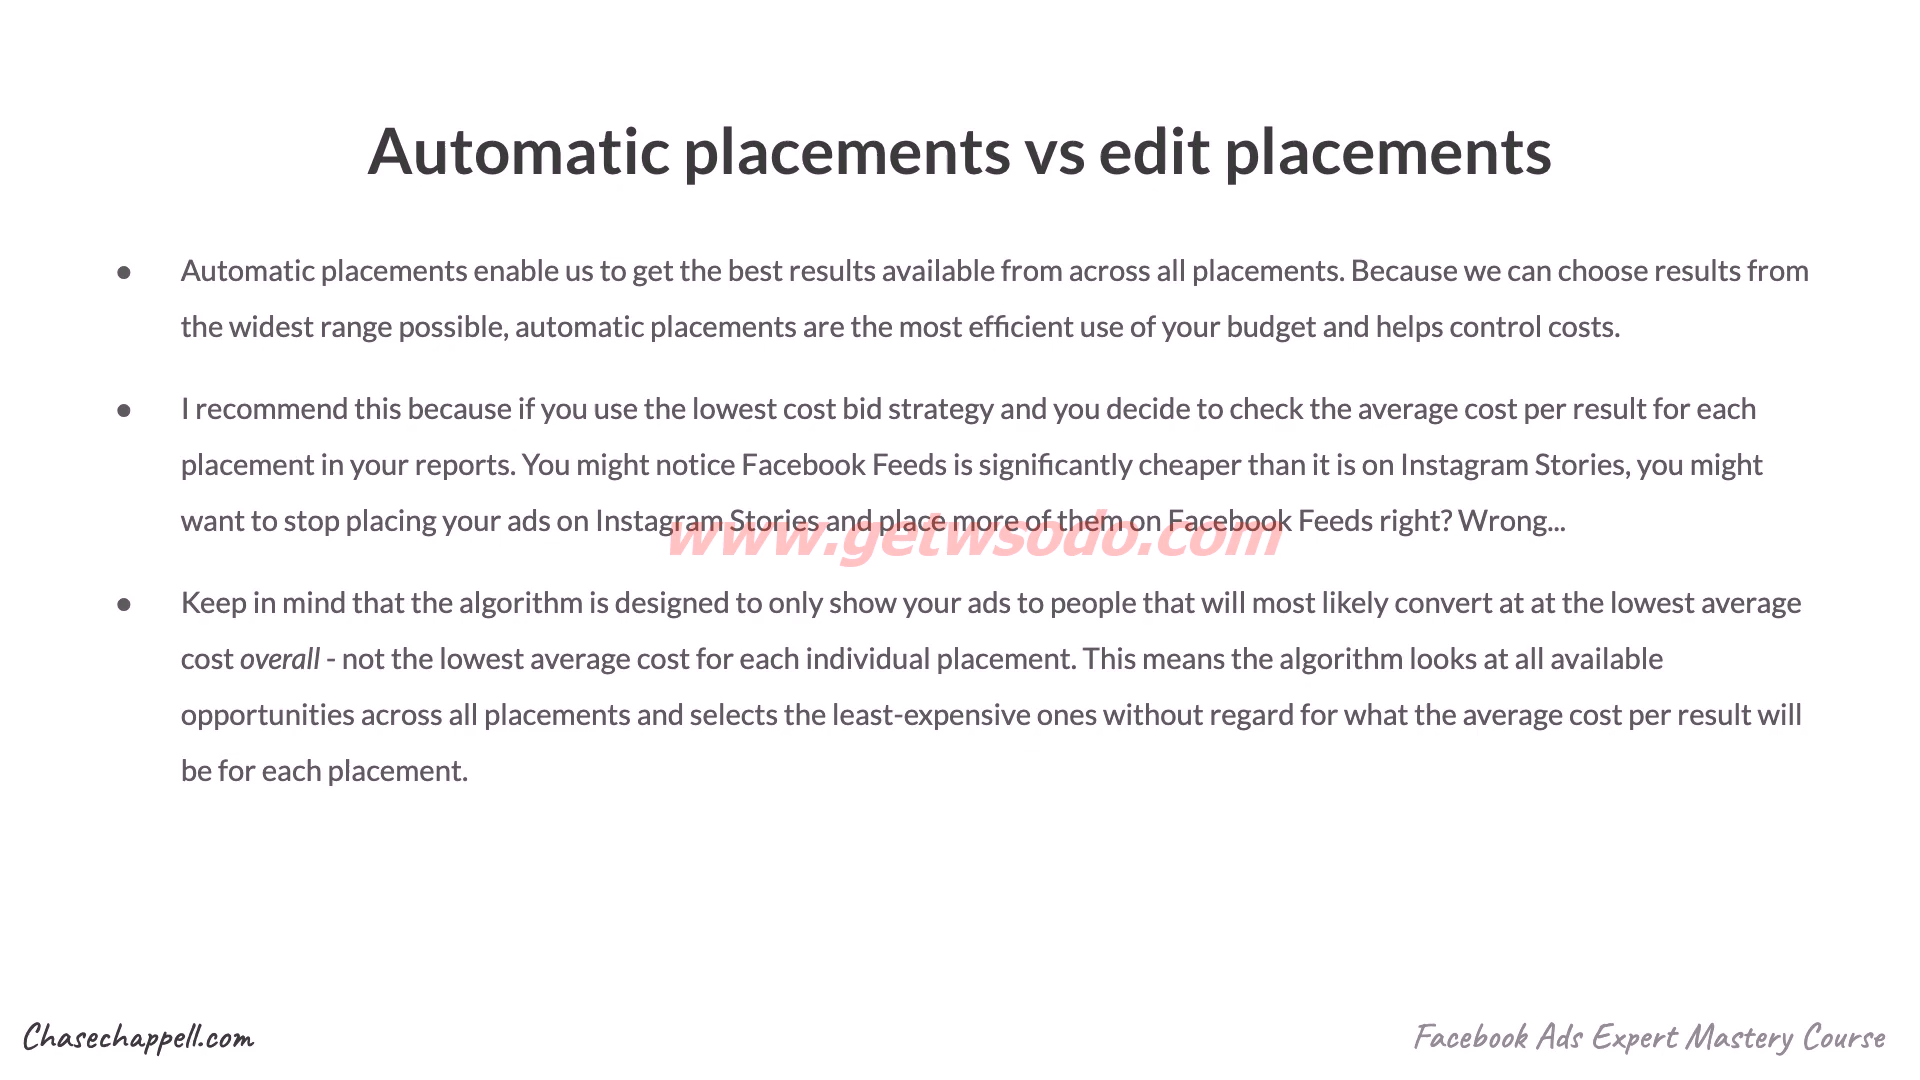 Automatic placements vs edit placements
● Automatic placements enable us to get the best results available from across all placements. Because we can choose results from
the widest range possible, automatic placements are the most efficient use of your budget and helps control costs.
● I recommend this because if you use the lowest cost bid strategy and you decide to check the average cost per result for each
placement in your reports. You might notice Facebook Feeds is significantly cheaper than it is on Instagram Stories, you might
want to stop placing your ads on Instagram Stories and place more of them on Facebook Feeds right? Wrong...
www.getwsodo.com
● Keep in mind that the algorithm is designed to only show your ads to people that will most likely convert at at the lowest average
cost overall - not the lowest average cost for each individual placement. This means the algorithm looks at all available
opportunities across all placements and selects the least-expensive ones without regard for what the average cost per result will
be for each placement.
Chasechappell.com
Facebook Ads Expert Mastery Course